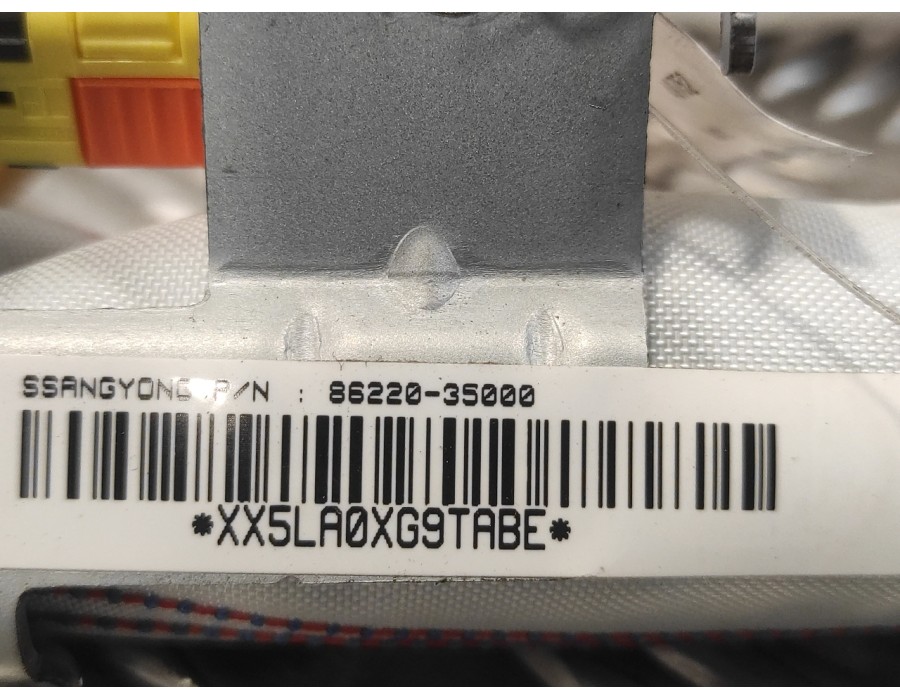 SSANGYONG P/N : 86220-35000
*XX5LA0XG9TABE*